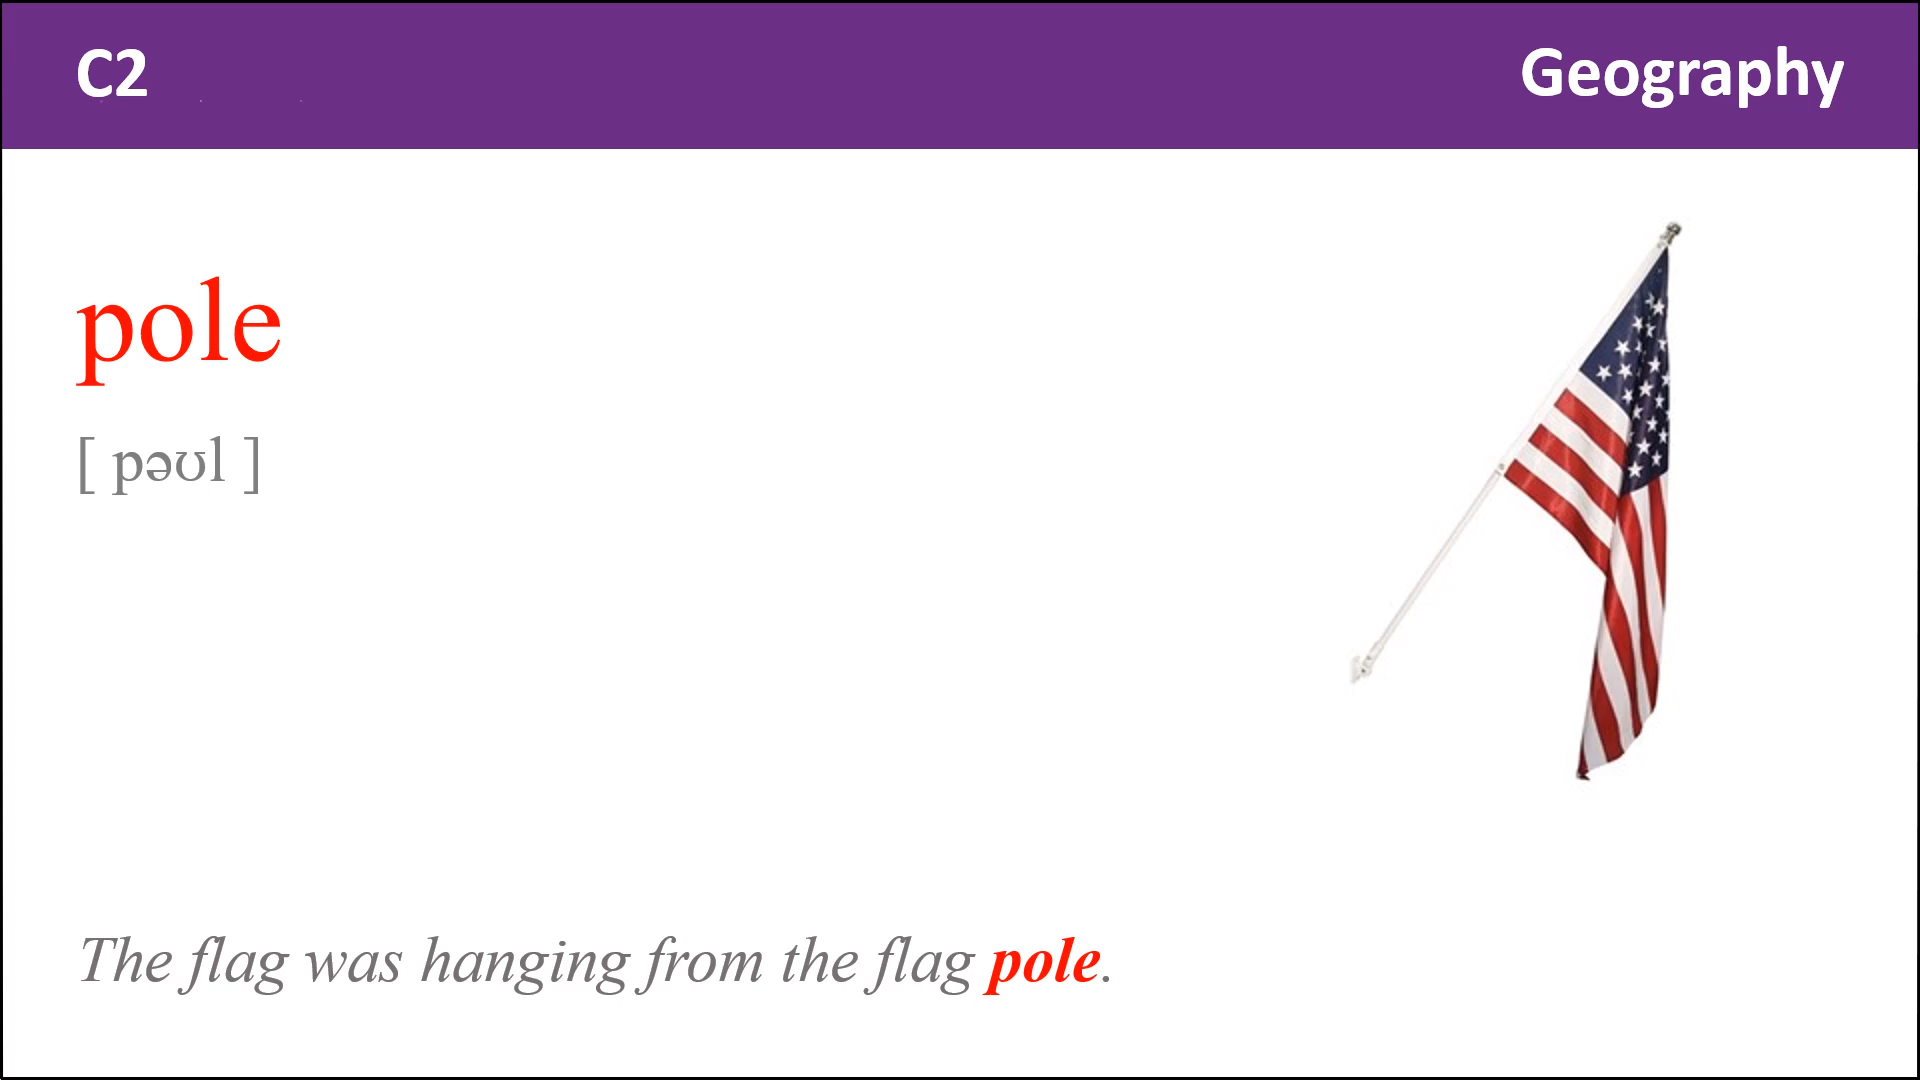 C2
Geography
pole
[ pəʊl ]
The flag was hanging from the flag pole.